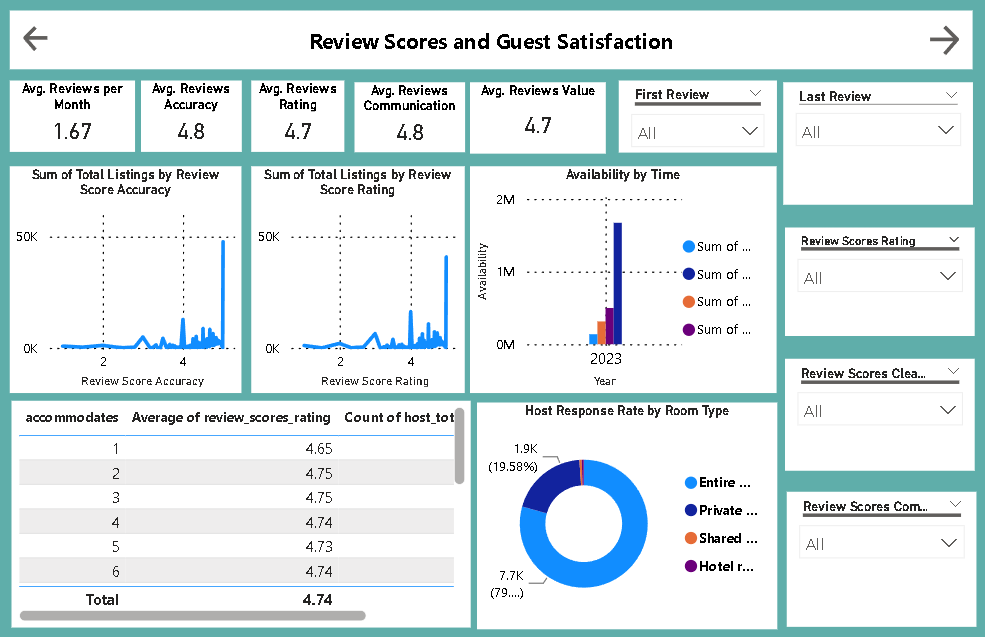 Review Scores and Guest Satisfaction
Avg. Reviews per
Month
1.67
Avg. Reviews
Accuracy
4.8
Avg. Reviews
Rating
4.7
Avg. Reviews
Communication
4.8
Avg. Reviews Value
4.7
First Review
All
Last Review
All
Sum of Total Listings by Review
Score Accuracy
50K
0K
2
4
Review Score Accuracy
Sum of Total Listings by Review
Score Rating
50K
0K
2
4
Review Score Rating
Availability by Time
Availability
2M
1M
0M
2023
Year
Sum of ...
Sum of ...
Sum of ...
Sum of ...
Review Scores Rating
All
Review Scores Clea...
All
Review Scores Com...
All
accommodates Average of review_scores_rating Count of host_tot
1 4.65
2 4.75
3 4.75
4 4.74
5 4.73
6 4.74
Total 4.74
Host Response Rate by Room Type
1.9K
(19.58%)
7.7K
(79....)
Entire ...
Private ...
Shared ...
Hotel r...